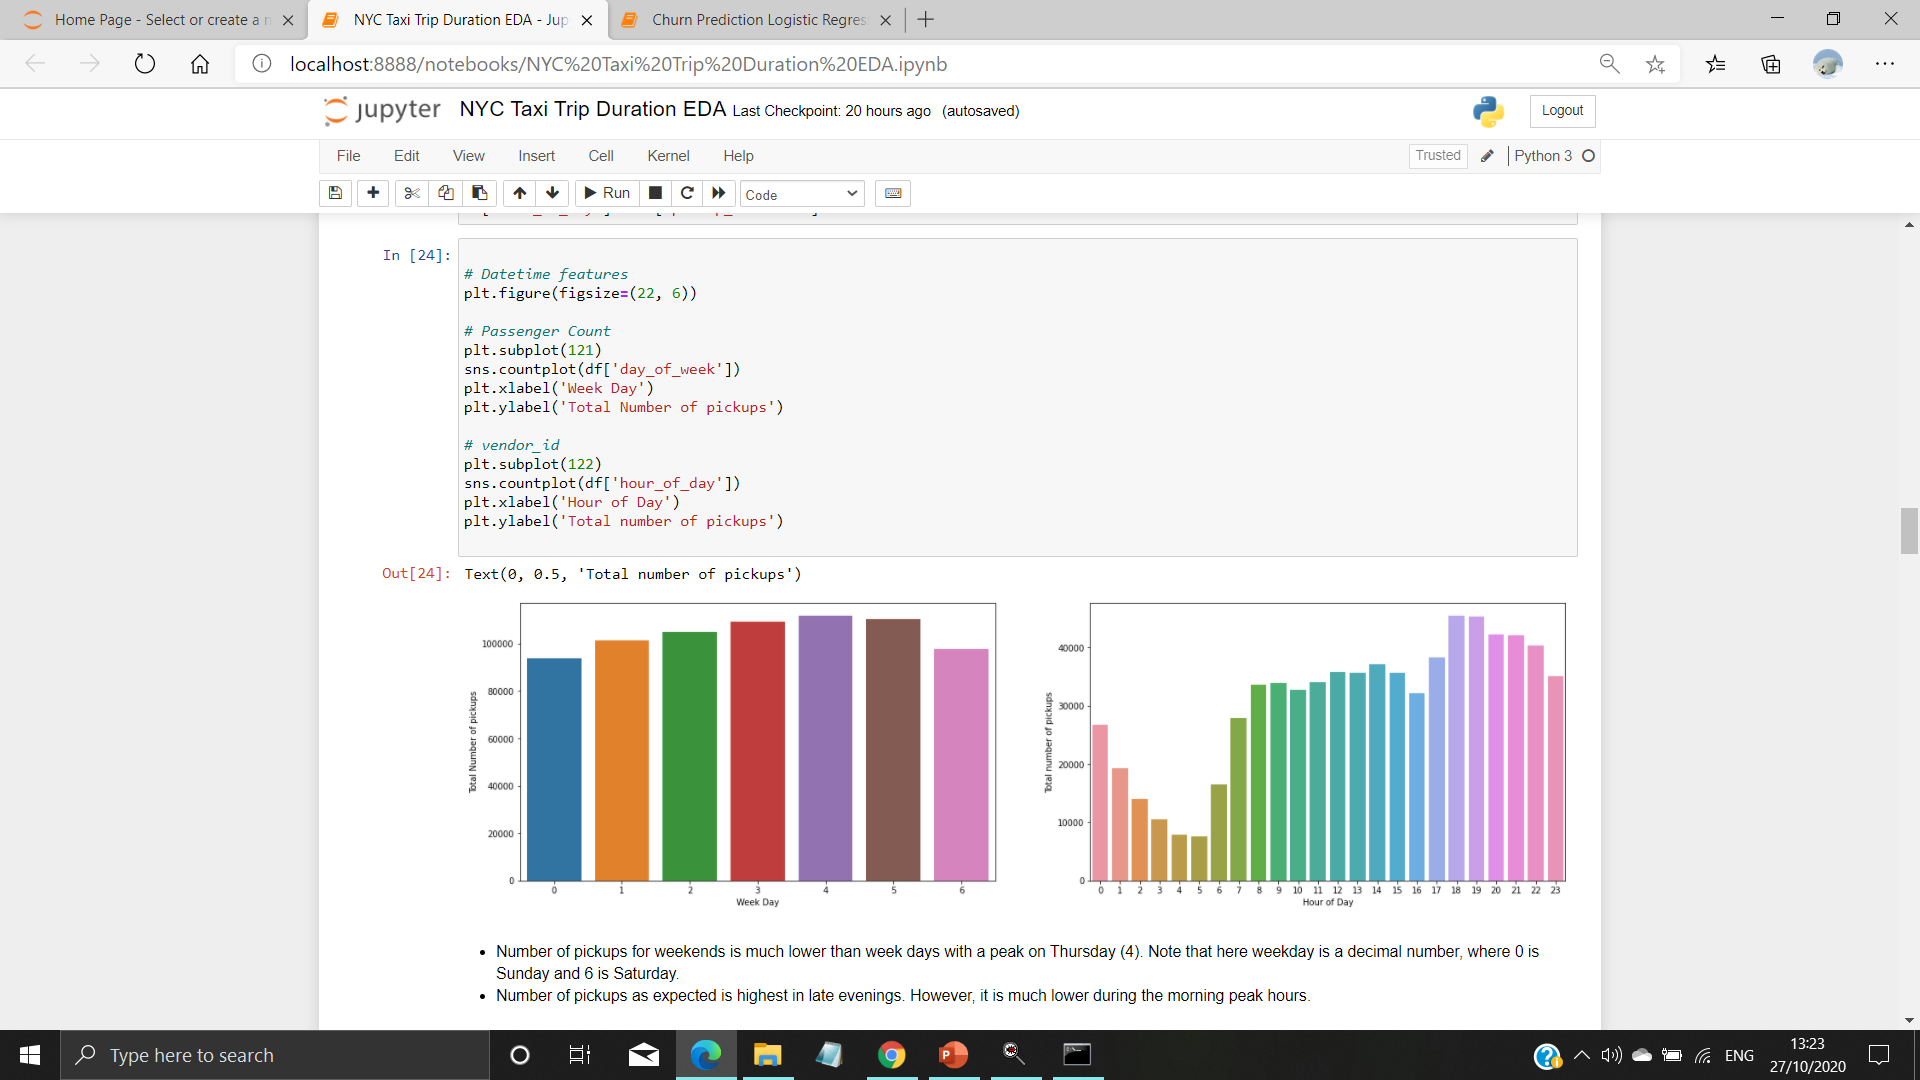 Home Page - Select or create a n
NYC Taxi Trip Duration EDA - Jup
Churn Prediction Logistic Regres
localhost:8888/notebooks/NYC%20Taxi%20Trip%20Duration%20EDA.ipynb
jupyter NYC Taxi Trip Duration EDA Last Checkpoint: 20 hours ago (autosaved)
Logout
File Edit View Insert Cell Kernel Help
Trusted Python 3
Run Code
In [24]:
# Datetime features
plt.figure(figsize=(22, 6))
# Passenger Count
plt.subplot(121)
sns.countplot(df['day_of_week'])
plt.xlabel('Week Day')
plt.ylabel('Total Number of pickups')
# vendor_id
plt.subplot(122)
sns.countplot(df['hour_of_day'])
plt.xlabel('Hour of Day')
plt.ylabel('Total number of pickups')
Out[24]: Text(0, 0.5, 'Total number of pickups')
Total Number of pickups
100000
80000
60000
40000
20000
0
0 1 2 3 4 5 6
Week Day
Total number of pickups
40000
30000
20000
10000
0
0 1 2 3 4 5 6 7 8 9 10 11 12 13 14 15 16 17 18 19 20 21 22 23
Hour of Day
Number of pickups for weekends is much lower than week days with a peak on Thursday (4). Note that here weekday is a decimal number, where 0 is
Sunday and 6 is Saturday.
Number of pickups as expected is highest in late evenings. However, it is much lower during the morning peak hours.
Type here to search
ENG
13:23
27/10/2020